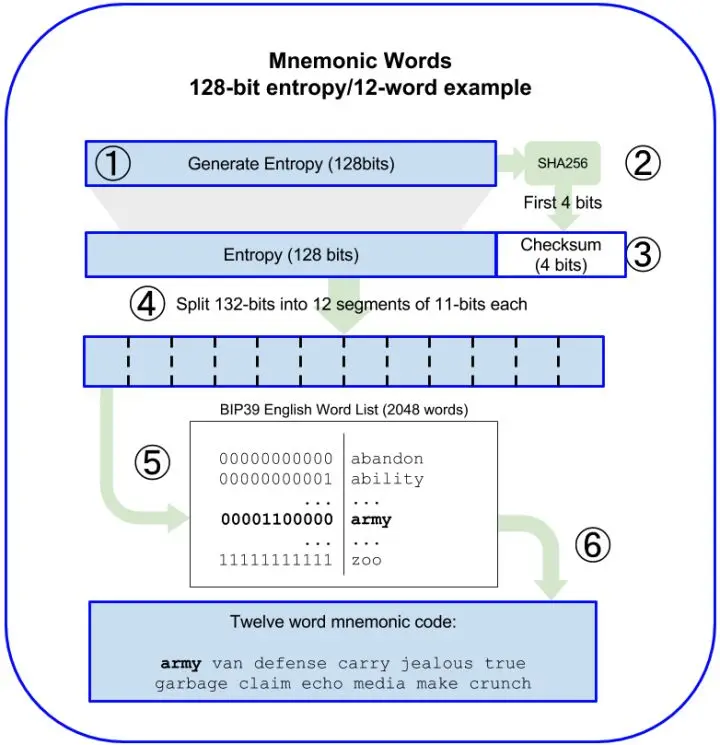 Mnemonic Words
128-bit entropy/12-word example
① Generate Entropy (128bits) SHA256 ②
First 4 bits
Entropy (128 bits) Checksum (4 bits) ③
④ Split 132-bits into 12 segments of 11-bits each
BIP39 English Word List (2048 words)
⑤
00000000000 abandon
00000000001 ability
... ...
00001100000 army
... ...
11111111111 zoo
⑥
Twelve word mnemonic code:
army van defense carry jealous true
garbage claim echo media make crunch